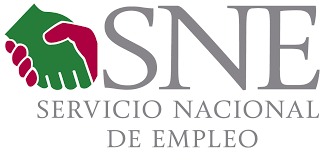 SNE
SERVICIO NACIONAL
DE EMPLEO